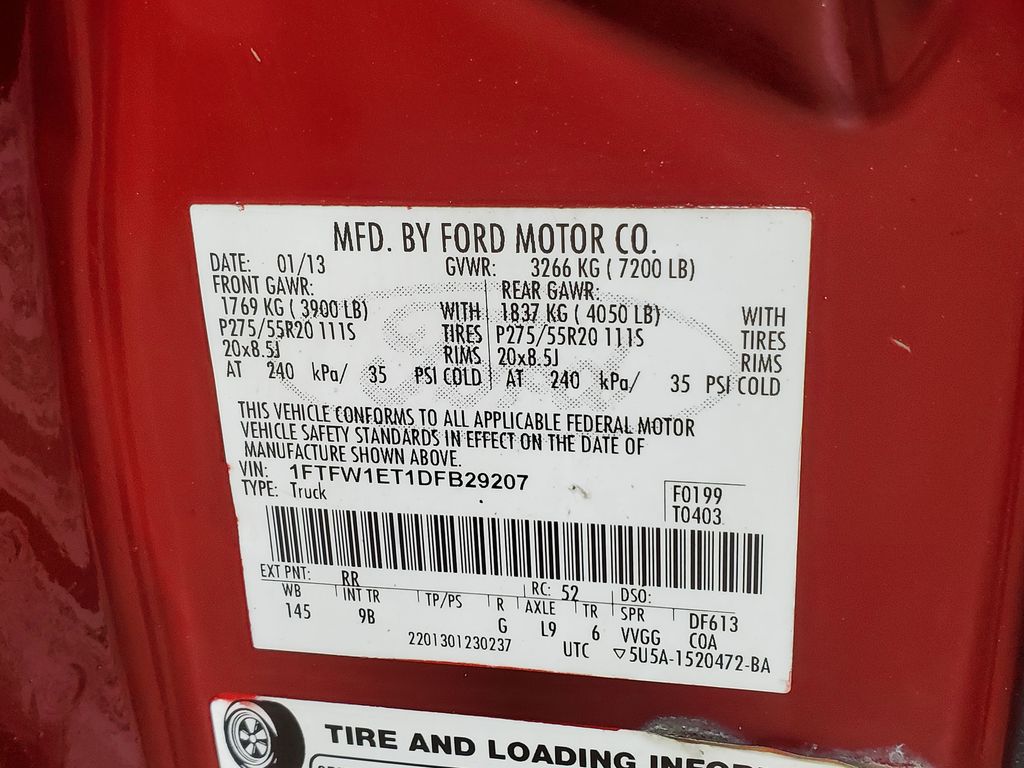 MFD. BY FORD MOTOR CO.
DATE: 01/13 GVWR: 3266 KG ( 7200 LB)
FRONT GAWR: REAR GAWR:
1769 KG ( 3900 LB) WITH 1837 KG ( 4050 LB) WITH
P275/55R20 111S TIRES P275/55R20 111S TIRES
20x8.5J RIMS 20x8.5J RIMS
AT 240 kPa/ 35 PSI COLD AT 240 kPa/ 35 PSI COLD
THIS VEHICLE CONFORMS TO ALL APPLICABLE FEDERAL MOTOR
VEHICLE SAFETY STANDARDS IN EFFECT ON THE DATE OF
MANUFACTURE SHOWN ABOVE.
VIN: 1FTFW1ET1DFB29207
TYPE: Truck
F0199
T0403
EXT PNT: RR RC: 52 DSO:
WB INT TR TP/PS R AXLE TR SPR DF613
145 9B G L9 6 VVGG COA
2201301230237 UTC ▽5U5A-1520472-BA
TIRE AND LOADING